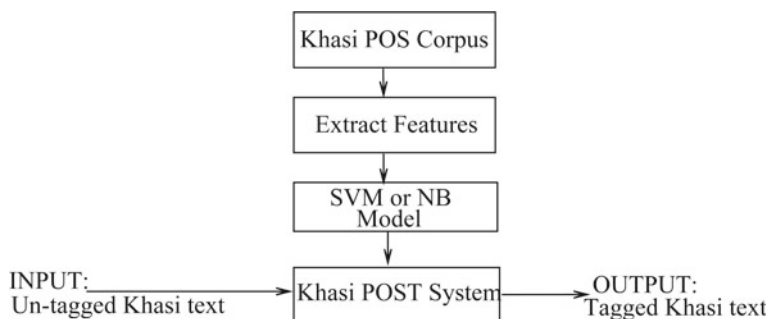 Khasi POS Corpus
Extract Features
SVM or NB
Model
INPUT:
Un-tagged Khasi text
Khasi POST System
OUTPUT:
Tagged Khasi text